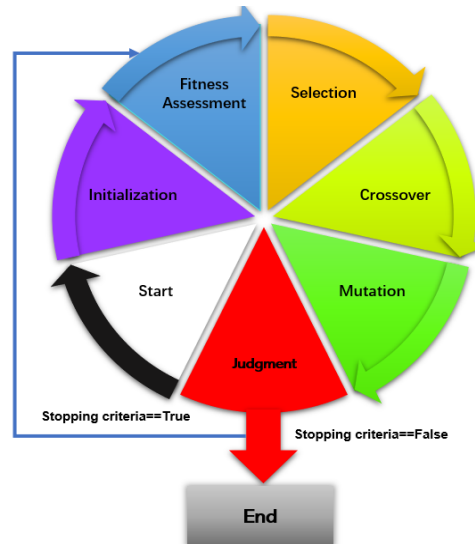 Fitness
Assessment
Selection
Initialization
Crossover
Start
Mutation
Judgment
Stopping criteria==True
Stopping criteria==False
End